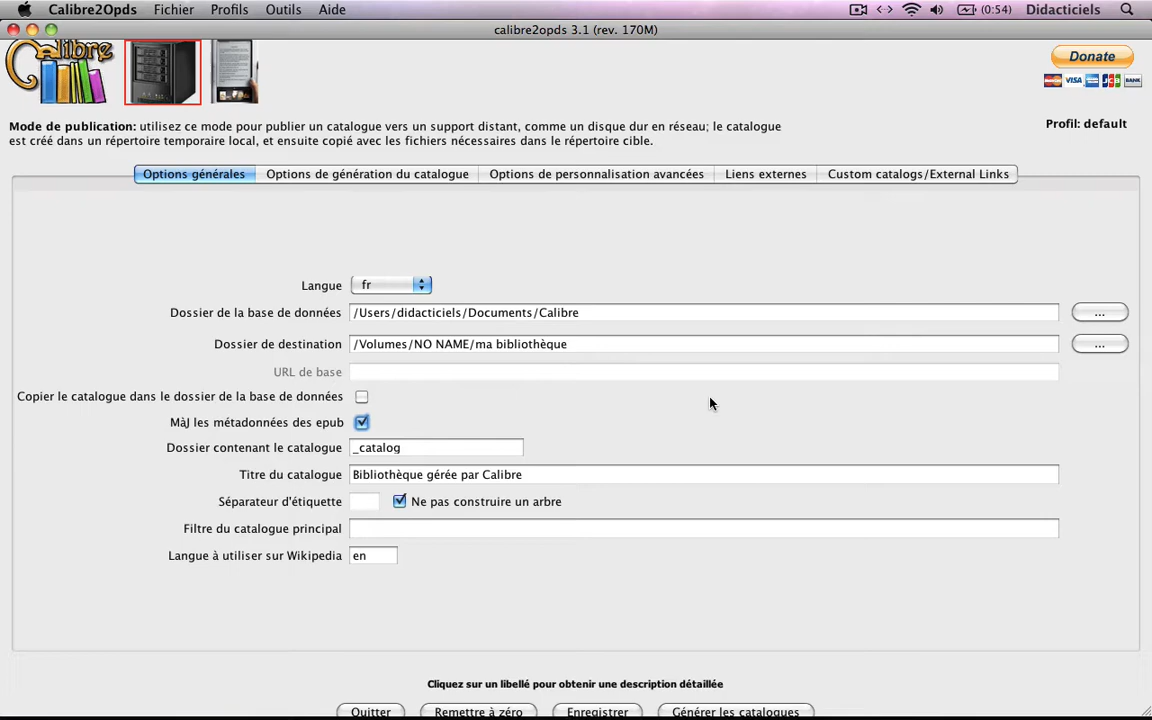 Calibre2Opds Fichier Profils Outils Aide (0:54) Didacticiels
calibre2opds 3.1 (rev. 170M)
Calibre
Donate
VISA JCB BANK
Mode de publication: utilisez ce mode pour publier un catalogue vers un support distant, comme un disque dur en réseau; le catalogue
est créé dans un répertoire temporaire local, et ensuite copié avec les fichiers nécessaires dans le répertoire cible.
Profil: default
Options générales Options de génération du catalogue Options de personnalisation avancées Liens externes Custom catalogs/External Links
Langue fr
Dossier de la base de données /Users/didacticiels/Documents/Calibre ...
Dossier de destination /Volumes/NO NAME/ma bibliothèque ...
URL de base
Copier le catalogue dans le dossier de la base de données
MàJ les métadonnées des epub
Dossier contenant le catalogue _catalog
Titre du catalogue Bibliothèque gérée par Calibre
Séparateur d'étiquette Ne pas construire un arbre
Filtre du catalogue principal
Langue à utiliser sur Wikipedia en
Cliquez sur un libellé pour obtenir une description détaillée
Quitter Remettre à zéro Enregistrer Générer les catalogues